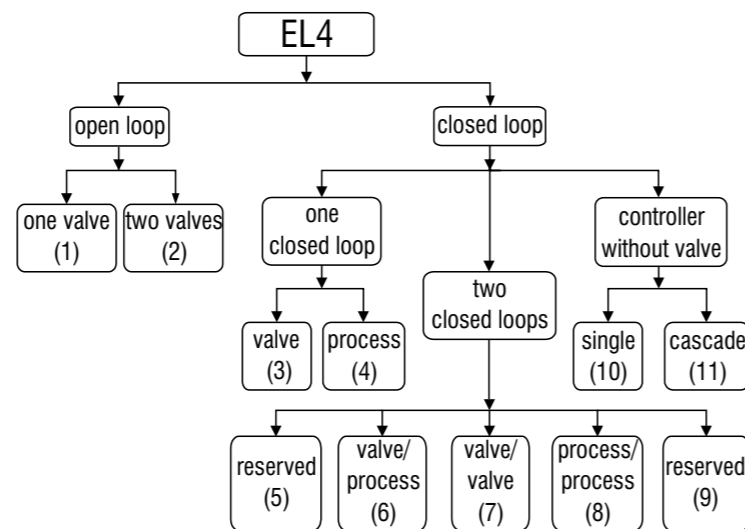 EL4
open loop
closed loop
one valve
(1)
two valves
(2)
one
closed loop
controller
without valve
two
closed loops
valve
(3)
process
(4)
single
(10)
cascade
(11)
reserved
(5)
valve/
process
(6)
valve/
valve
(7)
process/
process
(8)
reserved
(9)